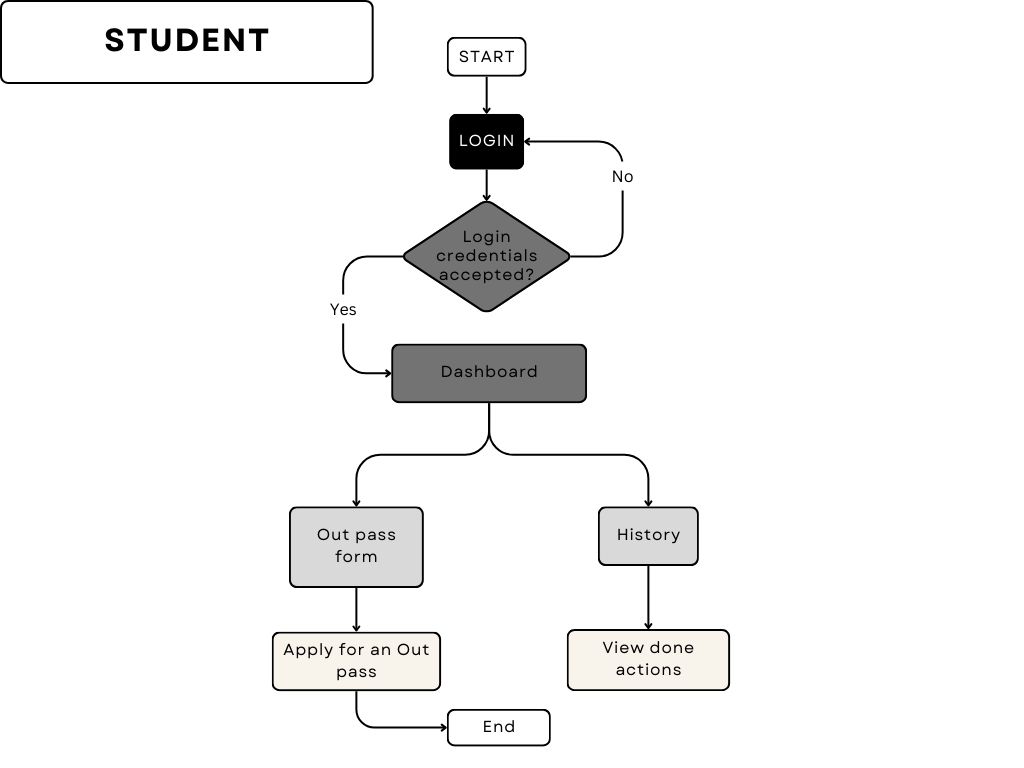 STUDENT
START
LOGIN
No
Login
credentials
accepted?
Yes
Dashboard
Out pass
form
History
Apply for an Out
pass
View done
actions
End